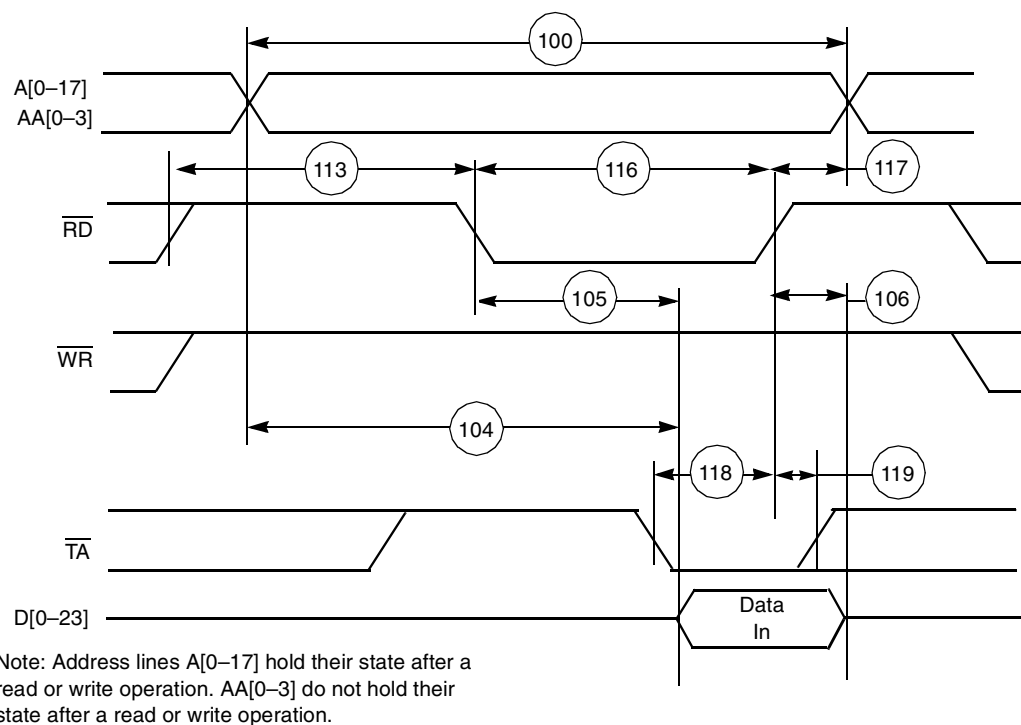 100
A[0–17]
AA[0–3]
113
116
117
RD
105
106
WR
104
118
119
TA
D[0–23]
Data
In
Note: Address lines A[0–17] hold their state after a
read or write operation. AA[0–3] do not hold their
state after a read or write operation.